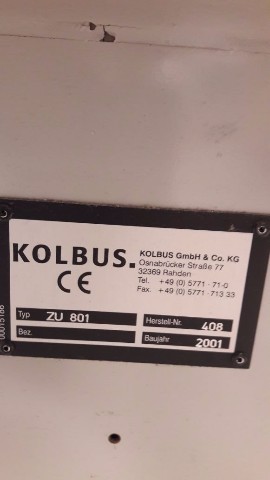 KOLBUS.
CE
KOLBUS GmbH & Co. KG
Osnabrücker Straße 77
32369 Rahden
Tel. +49 (0) 5771 - 71-0
Fax. +49 (0) 5771 - 713 33
Typ ZU 801
Herstell-Nr. 408
Bez.
Baujahr 2001
00015186